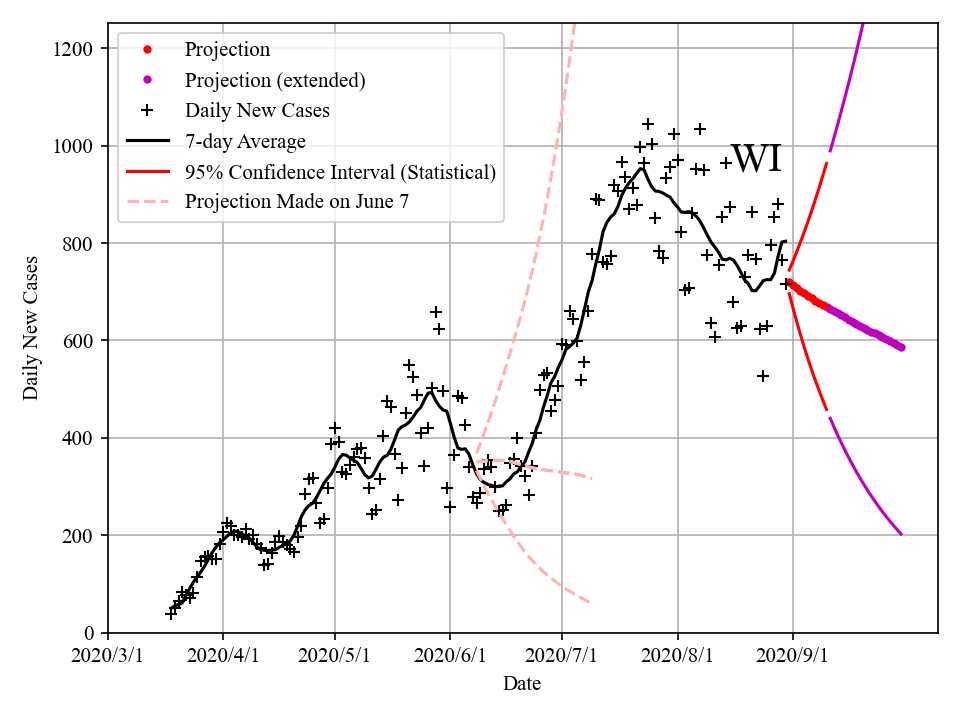 1200
1000
800
600
400
200
0
Daily New Cases
Projection
Projection (extended)
Daily New Cases
7-day Average
95% Confidence Interval (Statistical)
Projection Made on June 7
WI
2020/3/1 2020/4/1 2020/5/1 2020/6/1 2020/7/1 2020/8/1 2020/9/1
Date